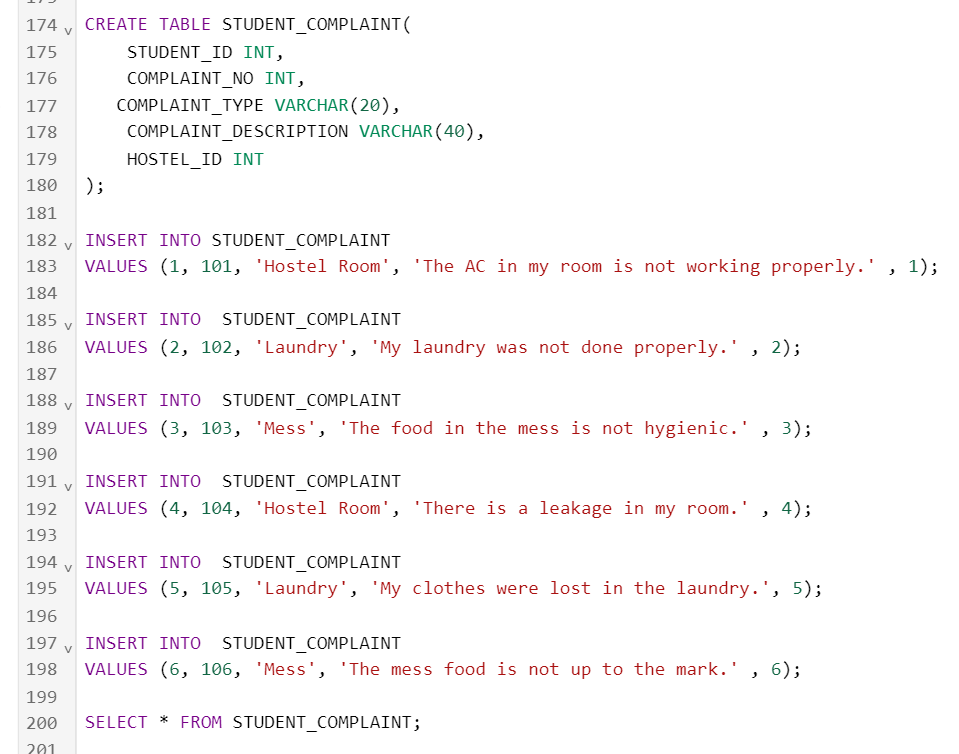 174 v CREATE TABLE STUDENT_COMPLAINT(
175 STUDENT_ID INT,
176 COMPLAINT_NO INT,
177 COMPLAINT_TYPE VARCHAR(20),
178 COMPLAINT_DESCRIPTION VARCHAR(40),
179 HOSTEL_ID INT
180 );
181
182 v INSERT INTO STUDENT_COMPLAINT
183 VALUES (1, 101, 'Hostel Room', 'The AC in my room is not working properly.' , 1);
184
185 v INSERT INTO  STUDENT_COMPLAINT
186 VALUES (2, 102, 'Laundry', 'My laundry was not done properly.' , 2);
187
188 v INSERT INTO  STUDENT_COMPLAINT
189 VALUES (3, 103, 'Mess', 'The food in the mess is not hygienic.' , 3);
190
191 v INSERT INTO  STUDENT_COMPLAINT
192 VALUES (4, 104, 'Hostel Room', 'There is a leakage in my room.' , 4);
193
194 v INSERT INTO  STUDENT_COMPLAINT
195 VALUES (5, 105, 'Laundry', 'My clothes were lost in the laundry.', 5);
196
197 v INSERT INTO  STUDENT_COMPLAINT
198 VALUES (6, 106, 'Mess', 'The mess food is not up to the mark.' , 6);
199
200 SELECT * FROM STUDENT_COMPLAINT;
201